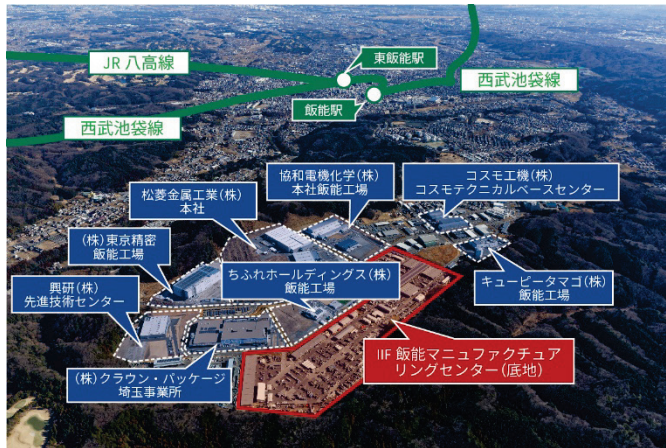 東飯能駅
JR 八高線
西武池袋線
飯能駅
西武池袋線
協和電機化学(株)
本社飯能工場
コスモ工機(株)
コスモテクニカルベースセンター
松菱金属工業(株)
本社
(株)東京精密
飯能工場
ちふれホールディングス(株)
飯能工場
キユーピータマゴ(株)
飯能工場
興研(株)
先進技術センター
IIF 飯能マニュファクチュア
リングセンター(底地)
(株)クラウン・パッケージ
埼玉事業所